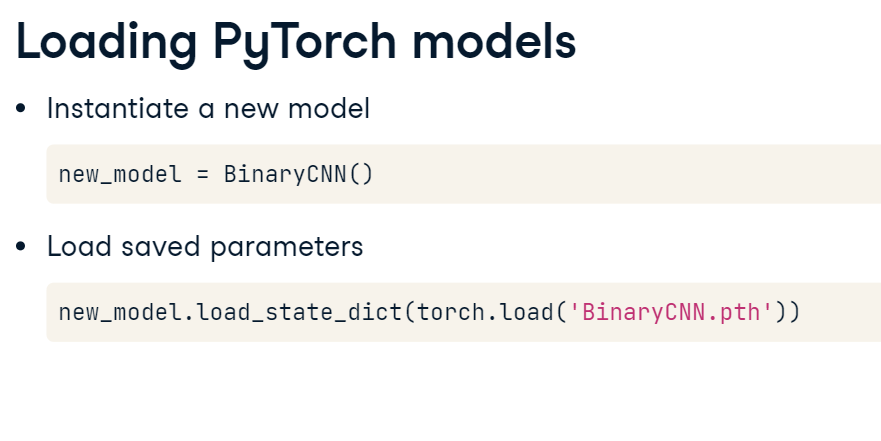 Loading PyTorch models
• Instantiate a new model
new_model = BinaryCNN()
• Load saved parameters
new_model.load_state_dict(torch.load('BinaryCNN.pth'))